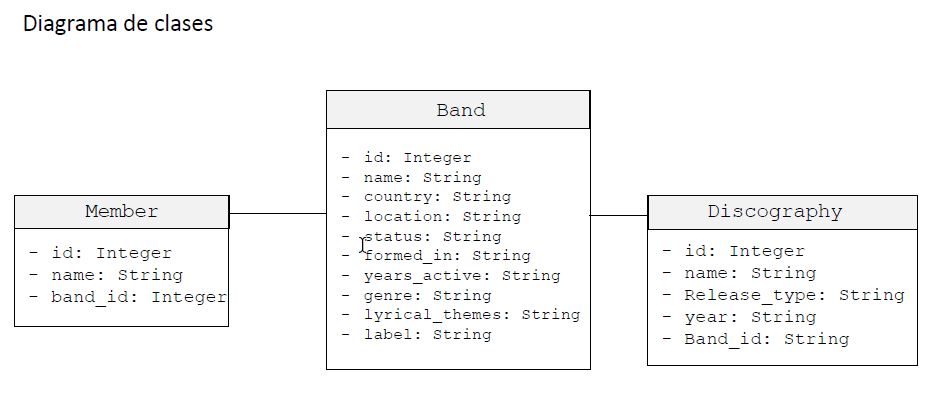 Diagrama de clases
Member
- id: Integer
- name: String
- band_id: Integer
Band
- id: Integer
- name: String
- country: String
- location: String
- status: String
- formed_in: String
- years_active: String
- genre: String
- lyrical_themes: String
- label: String
Discography
- id: Integer
- name: String
- Release_type: String
- year: String
- Band_id: String